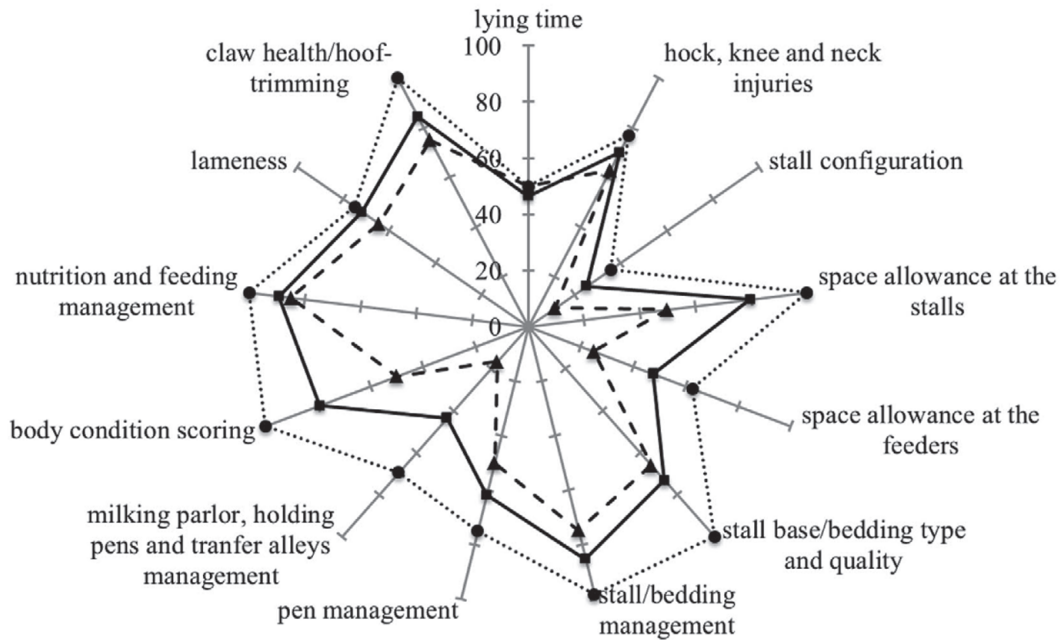 lying time
100
80
60
40
20
0
hock, knee and neck
injuries
stall configuration
space allowance at the
stalls
space allowance at the
feeders
stall base/bedding type
and quality
stall/bedding
management
pen management
milking parlor, holding
pens and tranfer alleys
management
body condition scoring
nutrition and feeding
management
lameness
claw health/hoof-
trimming